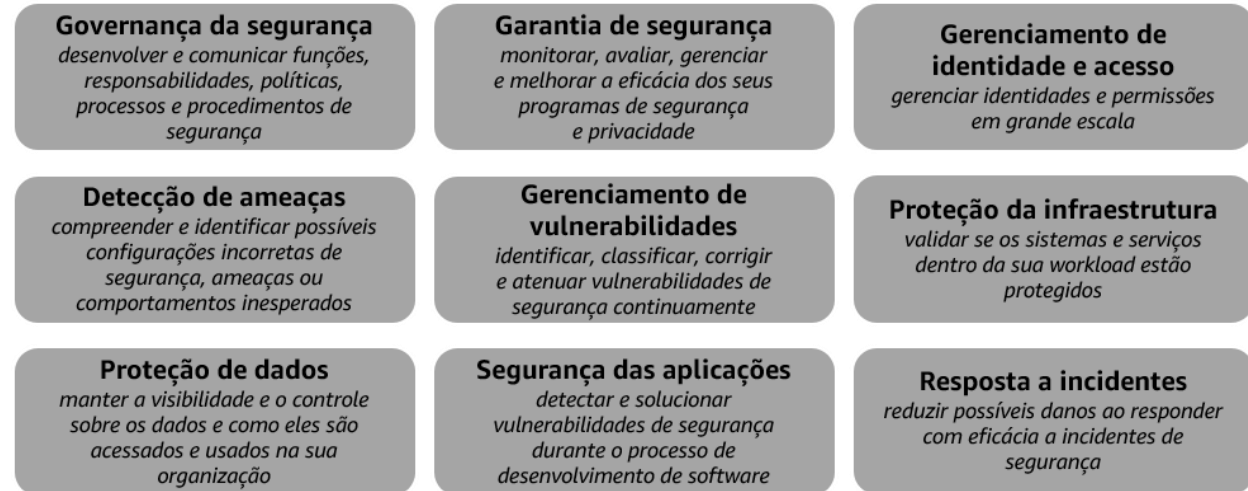 Governança da segurança
desenvolver e comunicar funções,
responsabilidades, políticas,
processos e procedimentos de
segurança
Garantia de segurança
monitorar, avaliar, gerenciar
e melhorar a eficácia dos seus
programas de segurança
e privacidade
Gerenciamento de
identidade e acesso
gerenciar identidades e permissões
em grande escala
Detecção de ameaças
compreender e identificar possíveis
configurações incorretas de
segurança, ameaças ou
comportamentos inesperados
Gerenciamento de
vulnerabilidades
identificar, classificar, corrigir
e atenuar vulnerabilidades de
segurança continuamente
Proteção da infraestrutura
validar se os sistemas e serviços
dentro da sua workload estão
protegidos
Proteção de dados
manter a visibilidade e o controle
sobre os dados e como eles são
acessados e usados na sua
organização
Segurança das aplicações
detectar e solucionar
vulnerabilidades de segurança
durante o processo de
desenvolvimento de software
Resposta a incidentes
reduzir possíveis danos ao responder
com eficácia a incidentes de
segurança